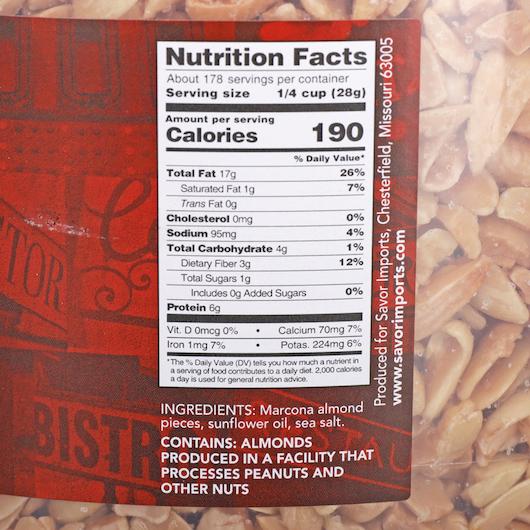 Nutrition Facts
About 178 servings per container
Serving size 1/4 cup (28g)
Amount per serving
Calories 190
% Daily Value*
Total Fat 17g 26%
Saturated Fat 1g 7%
Trans Fat 0g
Cholesterol 0mg 0%
Sodium 95mg 4%
Total Carbohydrate 4g 1%
Dietary Fiber 3g 12%
Total Sugars 1g
Includes 0g Added Sugars 0%
Protein 6g
Vit. D 0mcg 0% • Calcium 70mg 7%
Iron 1mg 7% • Potas. 224mg 6%
*The % Daily Value (DV) tells you how much a nutrient in
a serving of food contributes to a daily diet. 2,000 calories
a day is used for general nutrition advice.
INGREDIENTS: Marcona almond
pieces, sunflower oil, sea salt.
CONTAINS: ALMONDS
PRODUCED IN A FACILITY THAT
PROCESSES PEANUTS AND
OTHER NUTS
Produced for Savor Imports, Chesterfield, Missouri 63005
www.savorimports.com
TOR
BISTR